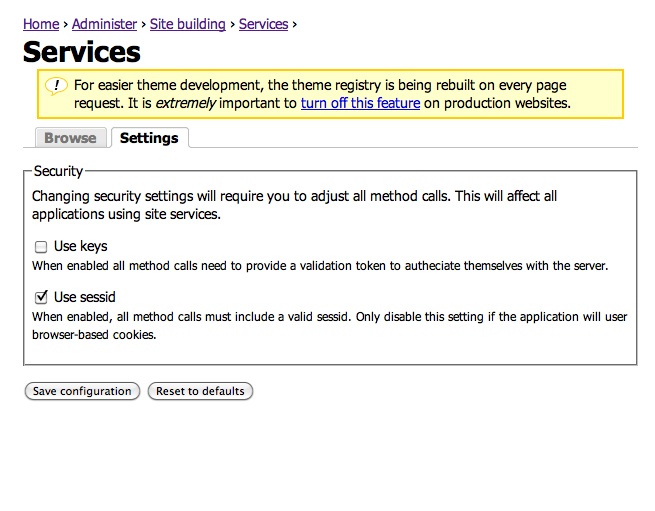 Home › Administer › Site building › Services ›
Services
! For easier theme development, the theme registry is being rebuilt on every page
request. It is extremely important to turn off this feature on production websites.
Browse Settings
Security
Changing security settings will require you to adjust all method calls. This will affect all
applications using site services.
Use keys
When enabled all method calls need to provide a validation token to autheciate themselves with the server.
Use sessid
When enabled, all method calls must include a valid sessid. Only disable this setting if the application will user
browser-based cookies.
Save configuration Reset to defaults